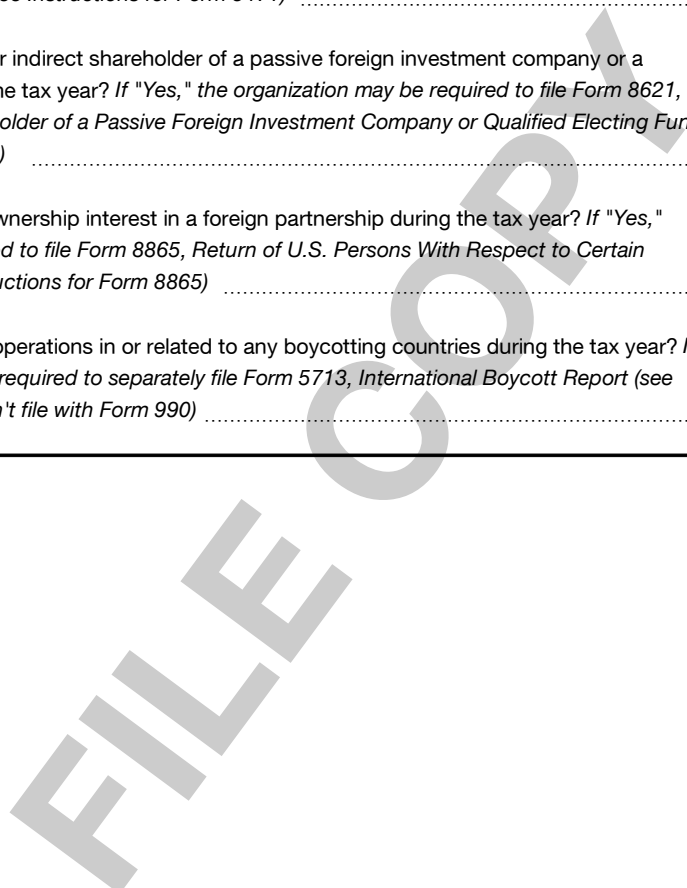 r indirect shareholder of a passive foreign investment company or a
he tax year? If "Yes," the organization may be required to file Form 8621,
older of a Passive Foreign Investment Company or Qualified Electing Fun
)
wnership interest in a foreign partnership during the tax year? If "Yes,"
d to file Form 8865, Return of U.S. Persons With Respect to Certain
uctions for Form 8865)
operations in or related to any boycotting countries during the tax year? I
required to separately file Form 5713, International Boycott Report (see
n't file with Form 990)
FILE COPY